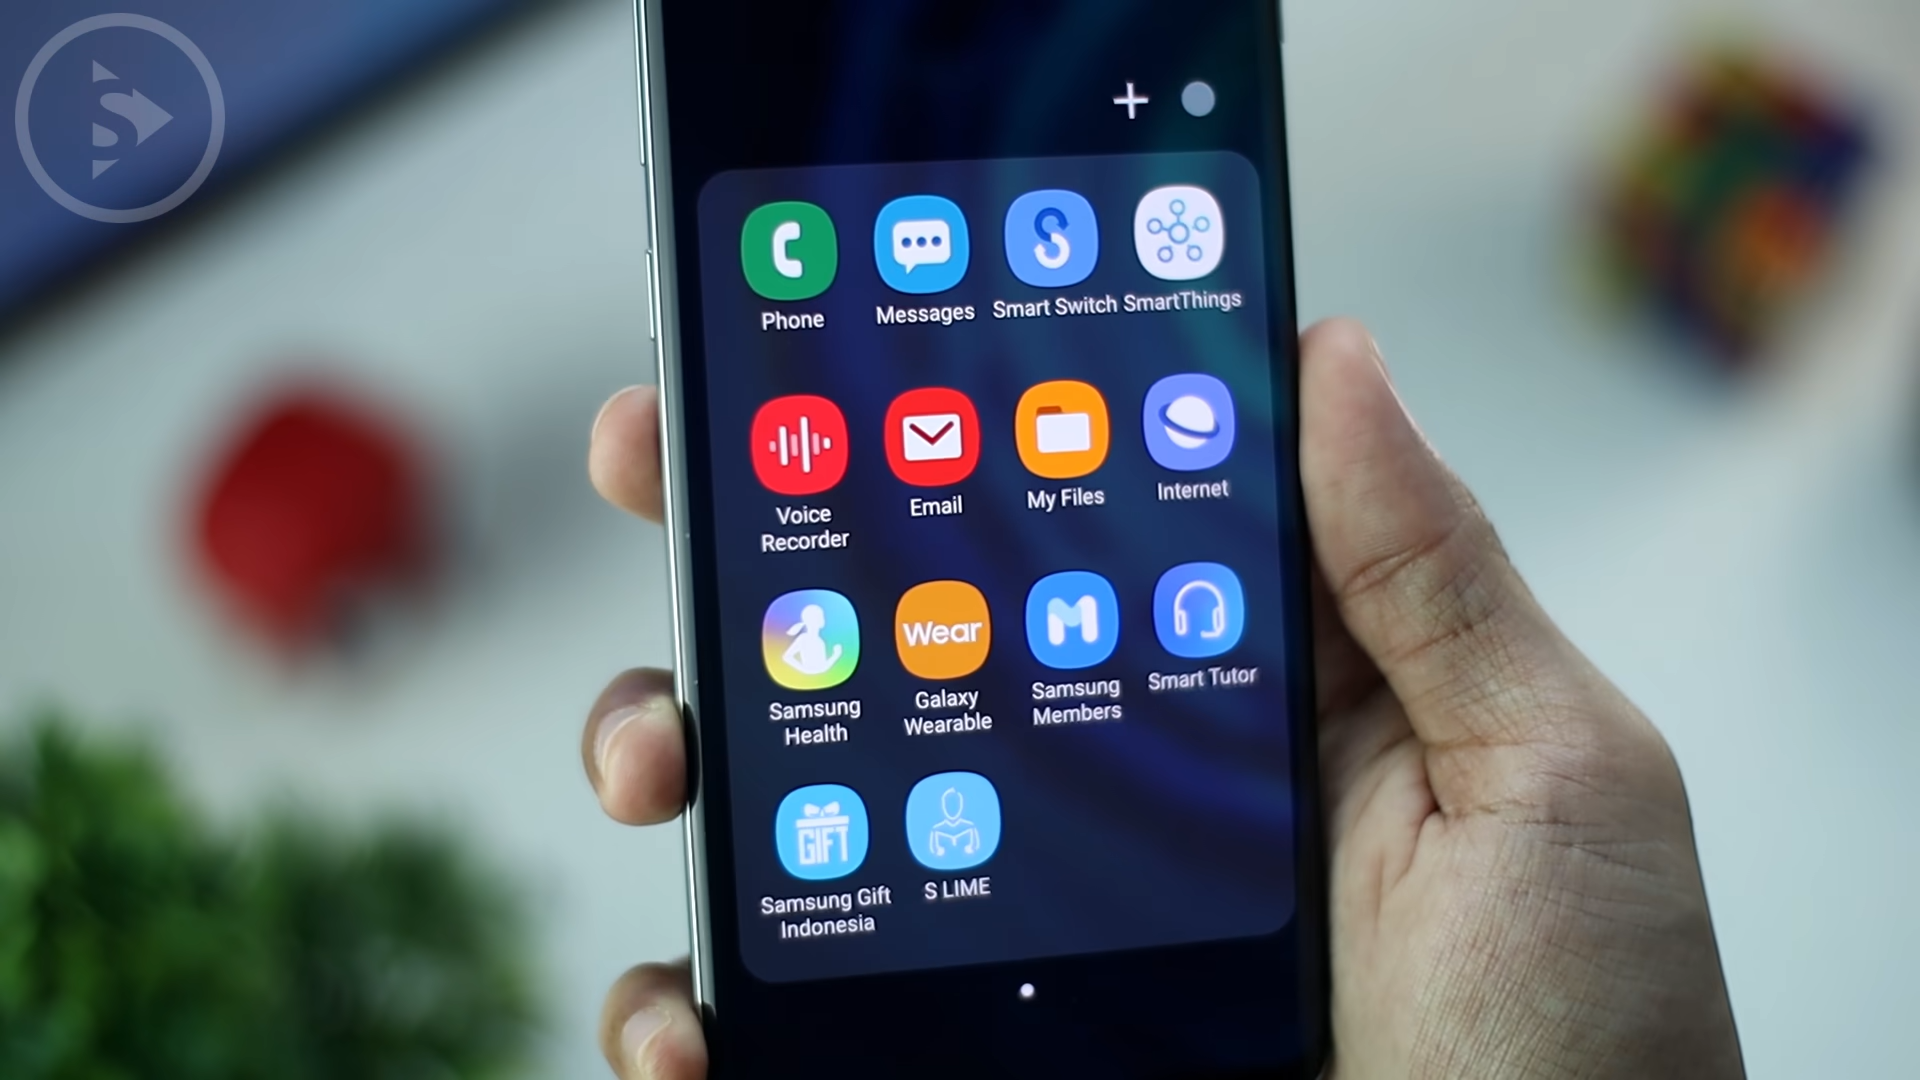 S
Phone
Messages
Smart Switch
SmartThings
Voice
Recorder
Email
My Files
Internet
Wear
Samsung
Health
Galaxy
Wearable
Samsung
Members
Smart Tutor
GIFT
Samsung Gift
Indonesia
S LIME